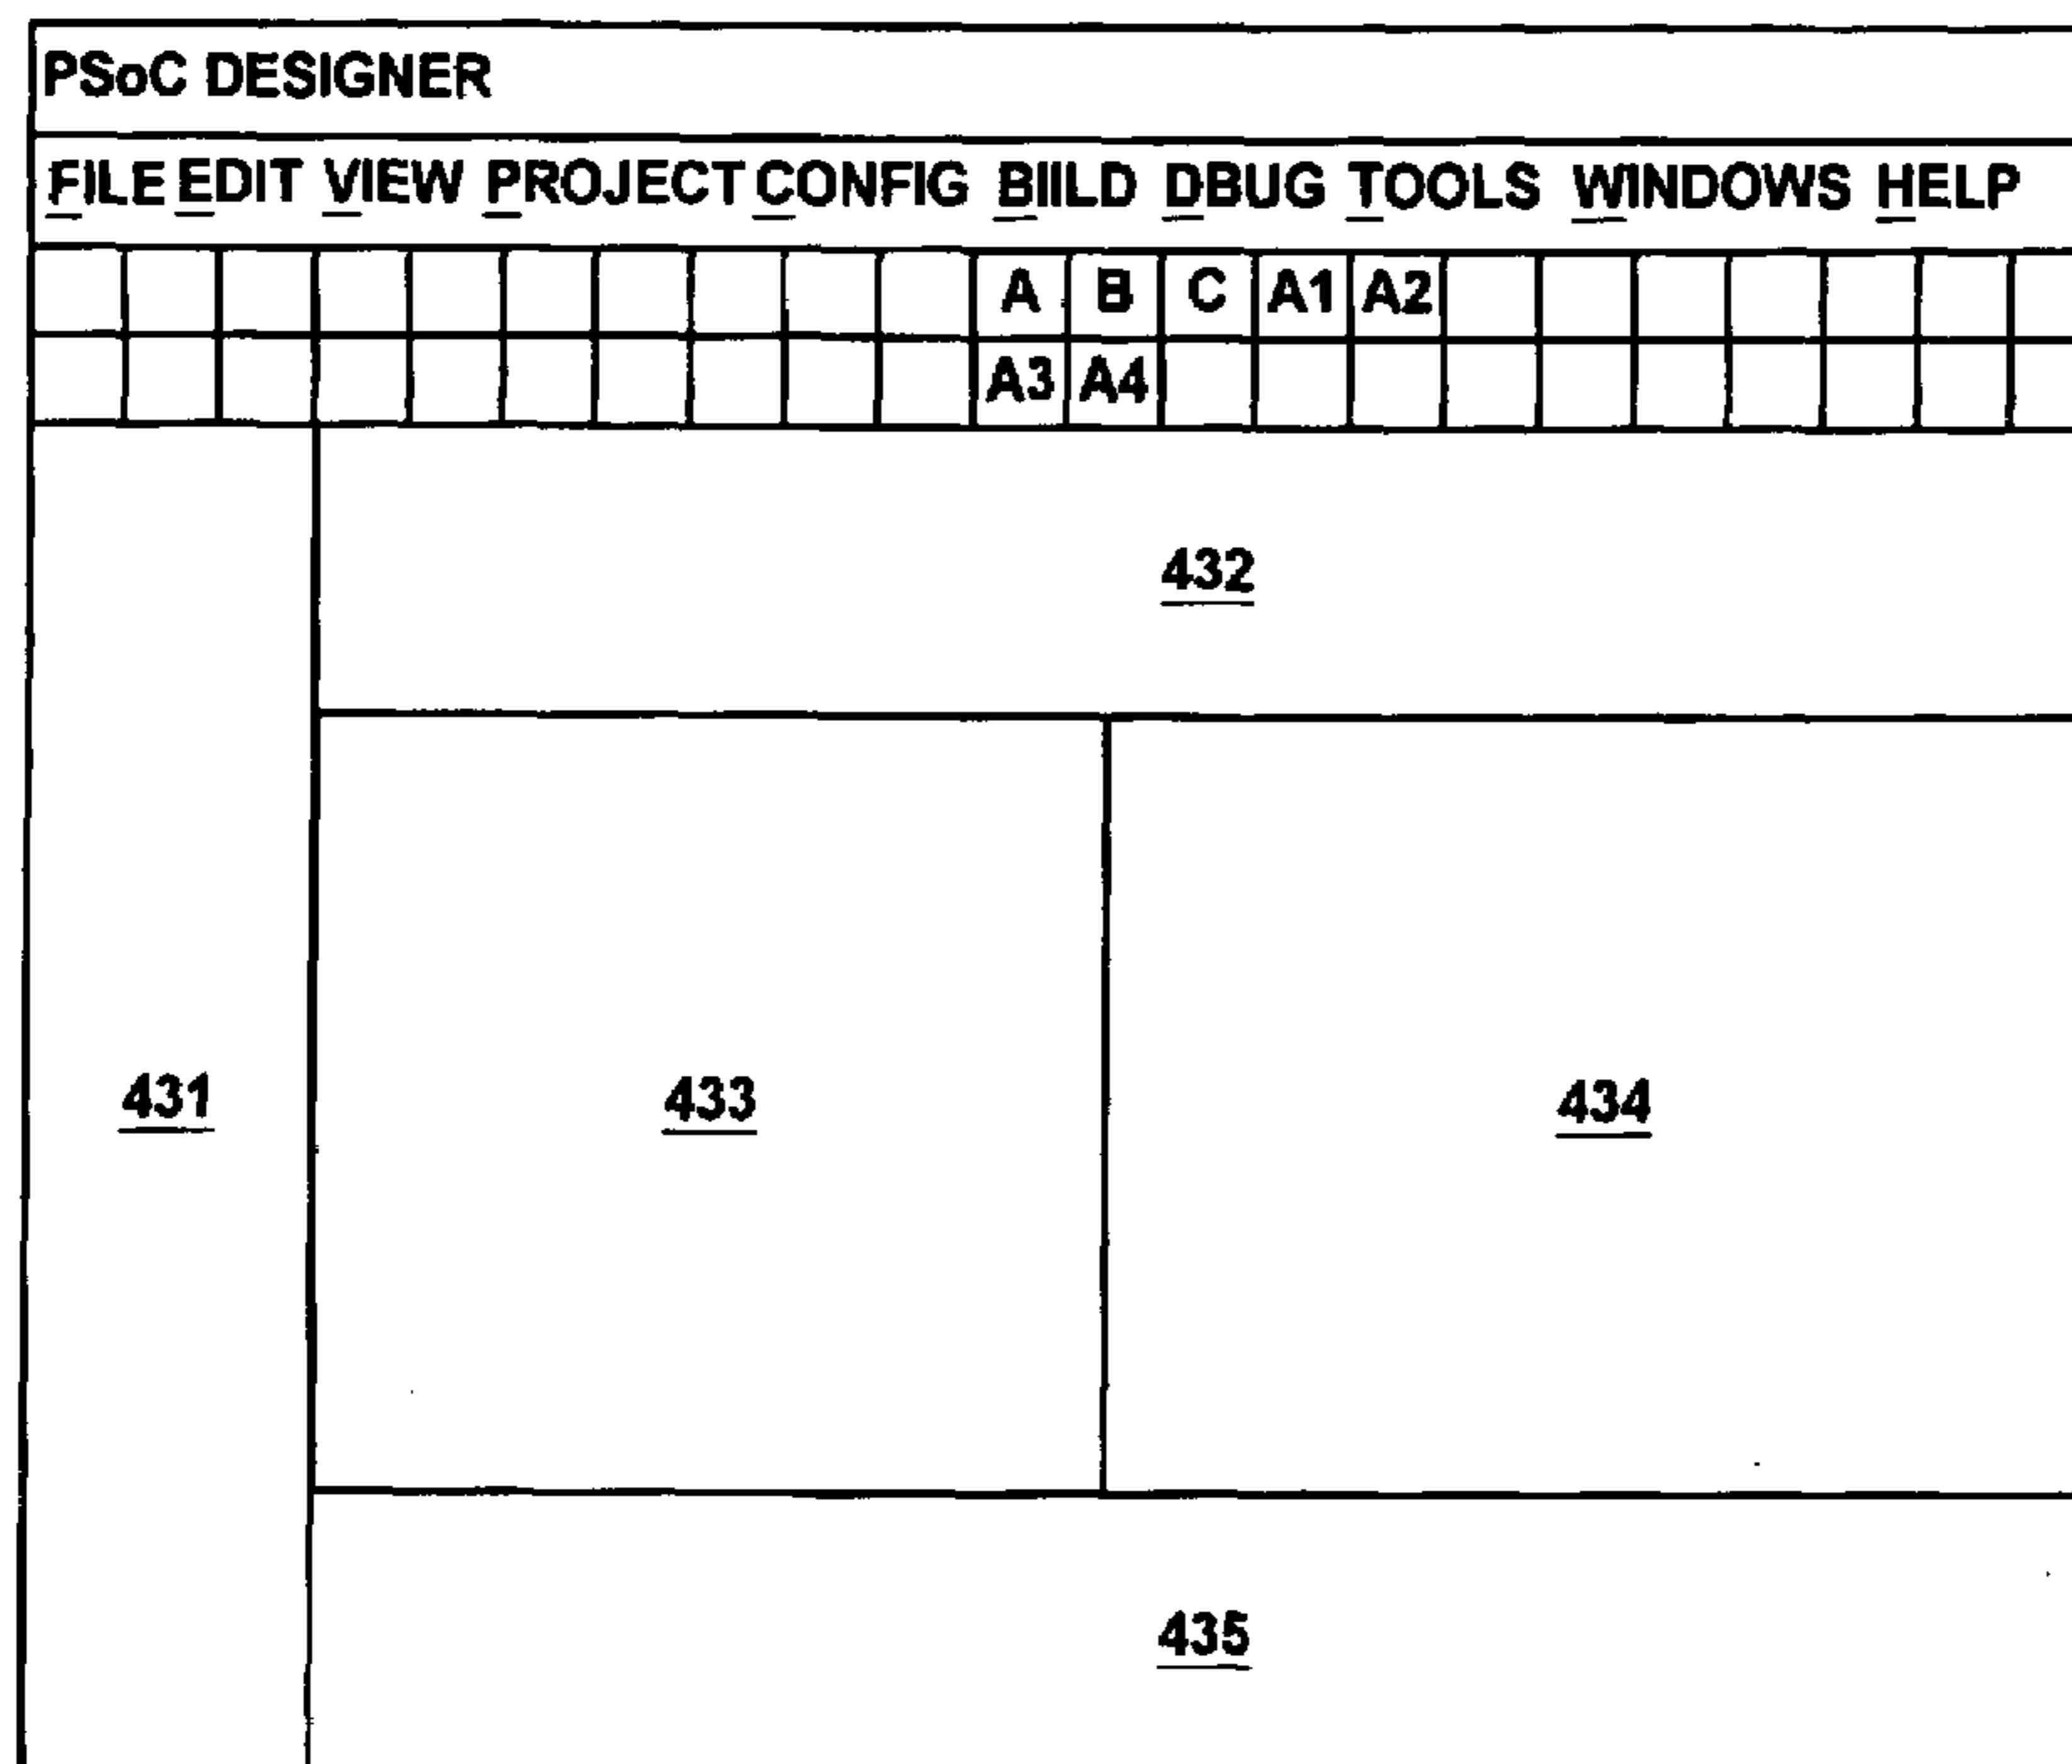 PSoC DESIGNER
FILE EDIT VIEW PROJECT CONFIG BIILD DBUG TOOLS WINDOWS HELP
A B C A1 A2
A3 A4
432
431 433 434
435